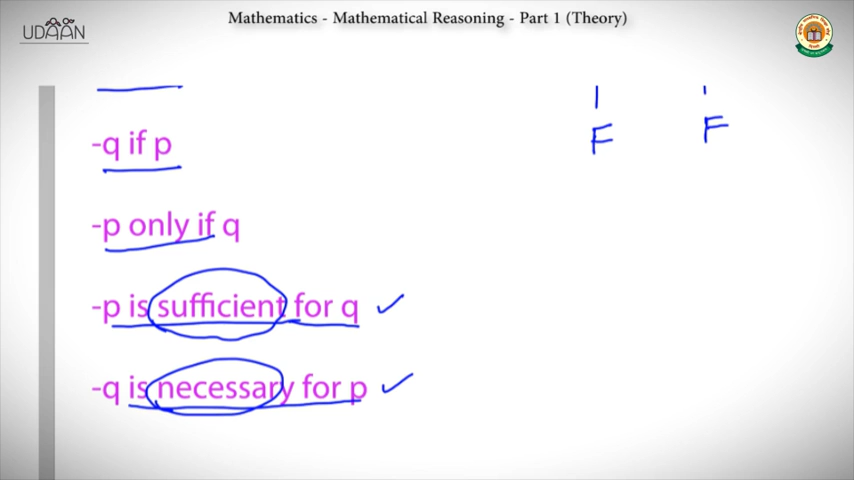 UDAAN
Mathematics - Mathematical Reasoning - Part 1 (Theory)
-q if p
F F
-p only if q
-p is sufficient for q
-q is necessary for p